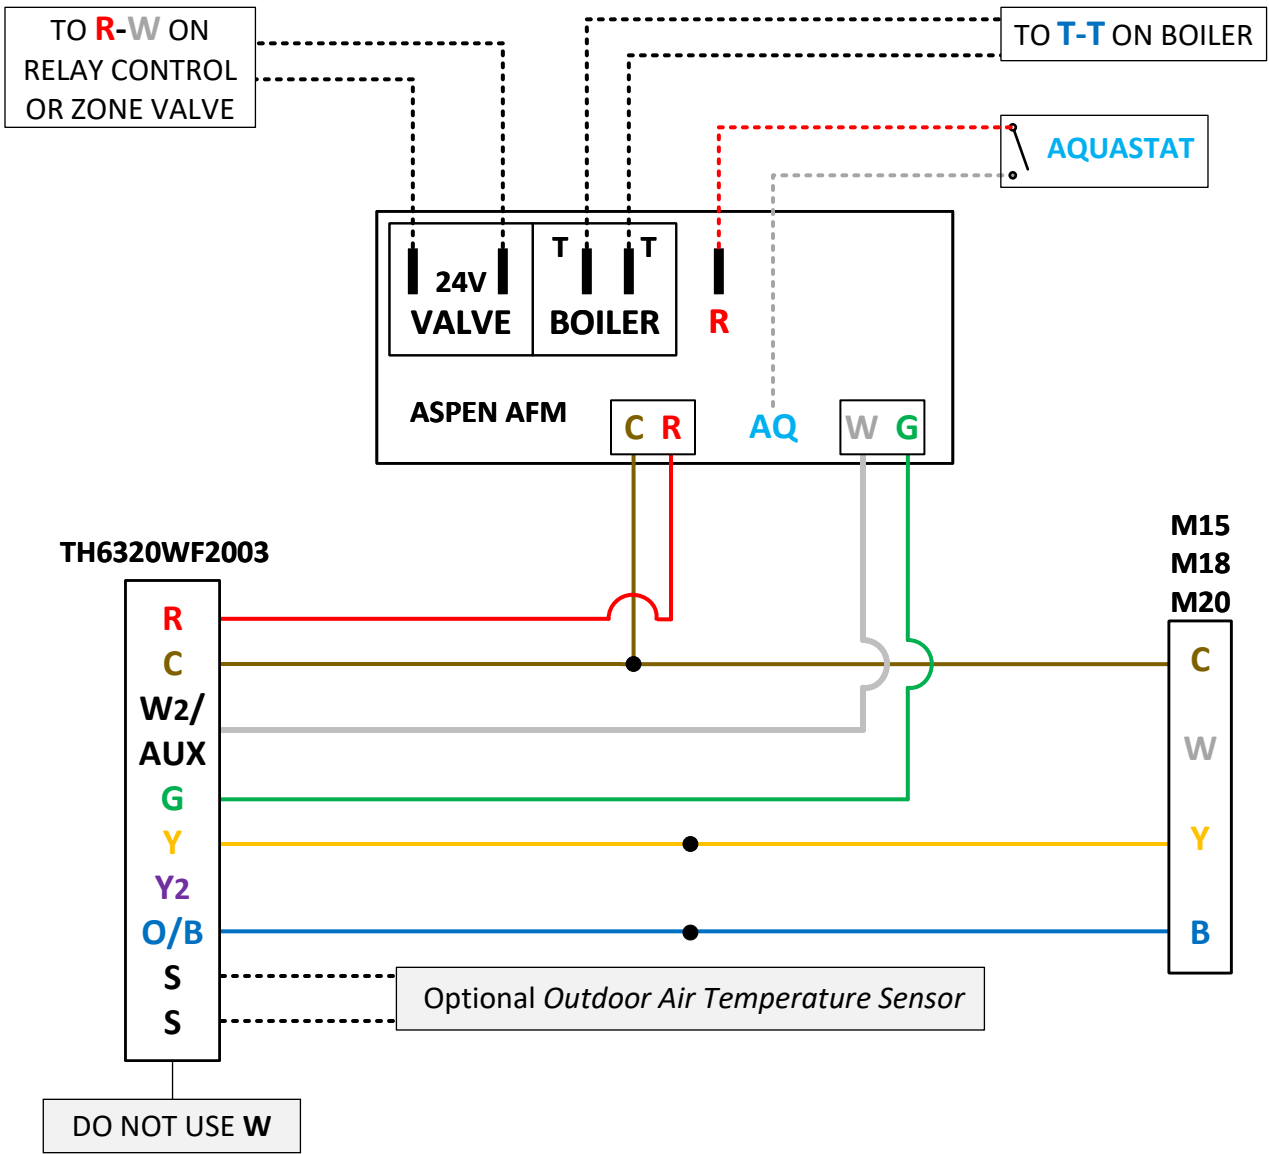 TO R-W ON
RELAY CONTROL
OR ZONE VALVE
TO T-T ON BOILER
AQUASTAT
T T
24V
VALVE
BOILER
R
ASPEN AFM
C R
AQ
W G
TH6320WF2003
R
C
W2/
AUX
G
Y
Y2
O/B
S
S
M15
M18
M20
C
W
Y
B
Optional Outdoor Air Temperature Sensor
DO NOT USE W